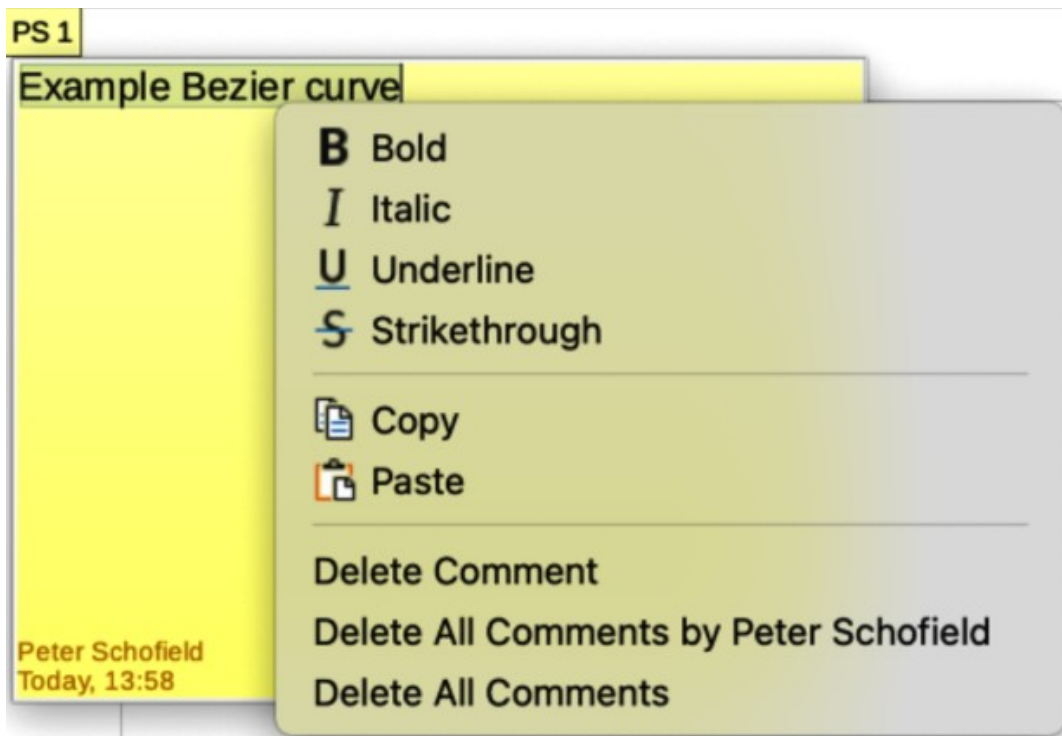 PS 1
Example Bezier curve
B Bold
I Italic
U Underline
S Strikethrough
Copy
Paste
Delete Comment
Delete All Comments by Peter Schofield
Delete All Comments
Peter Schofield
Today, 13:58